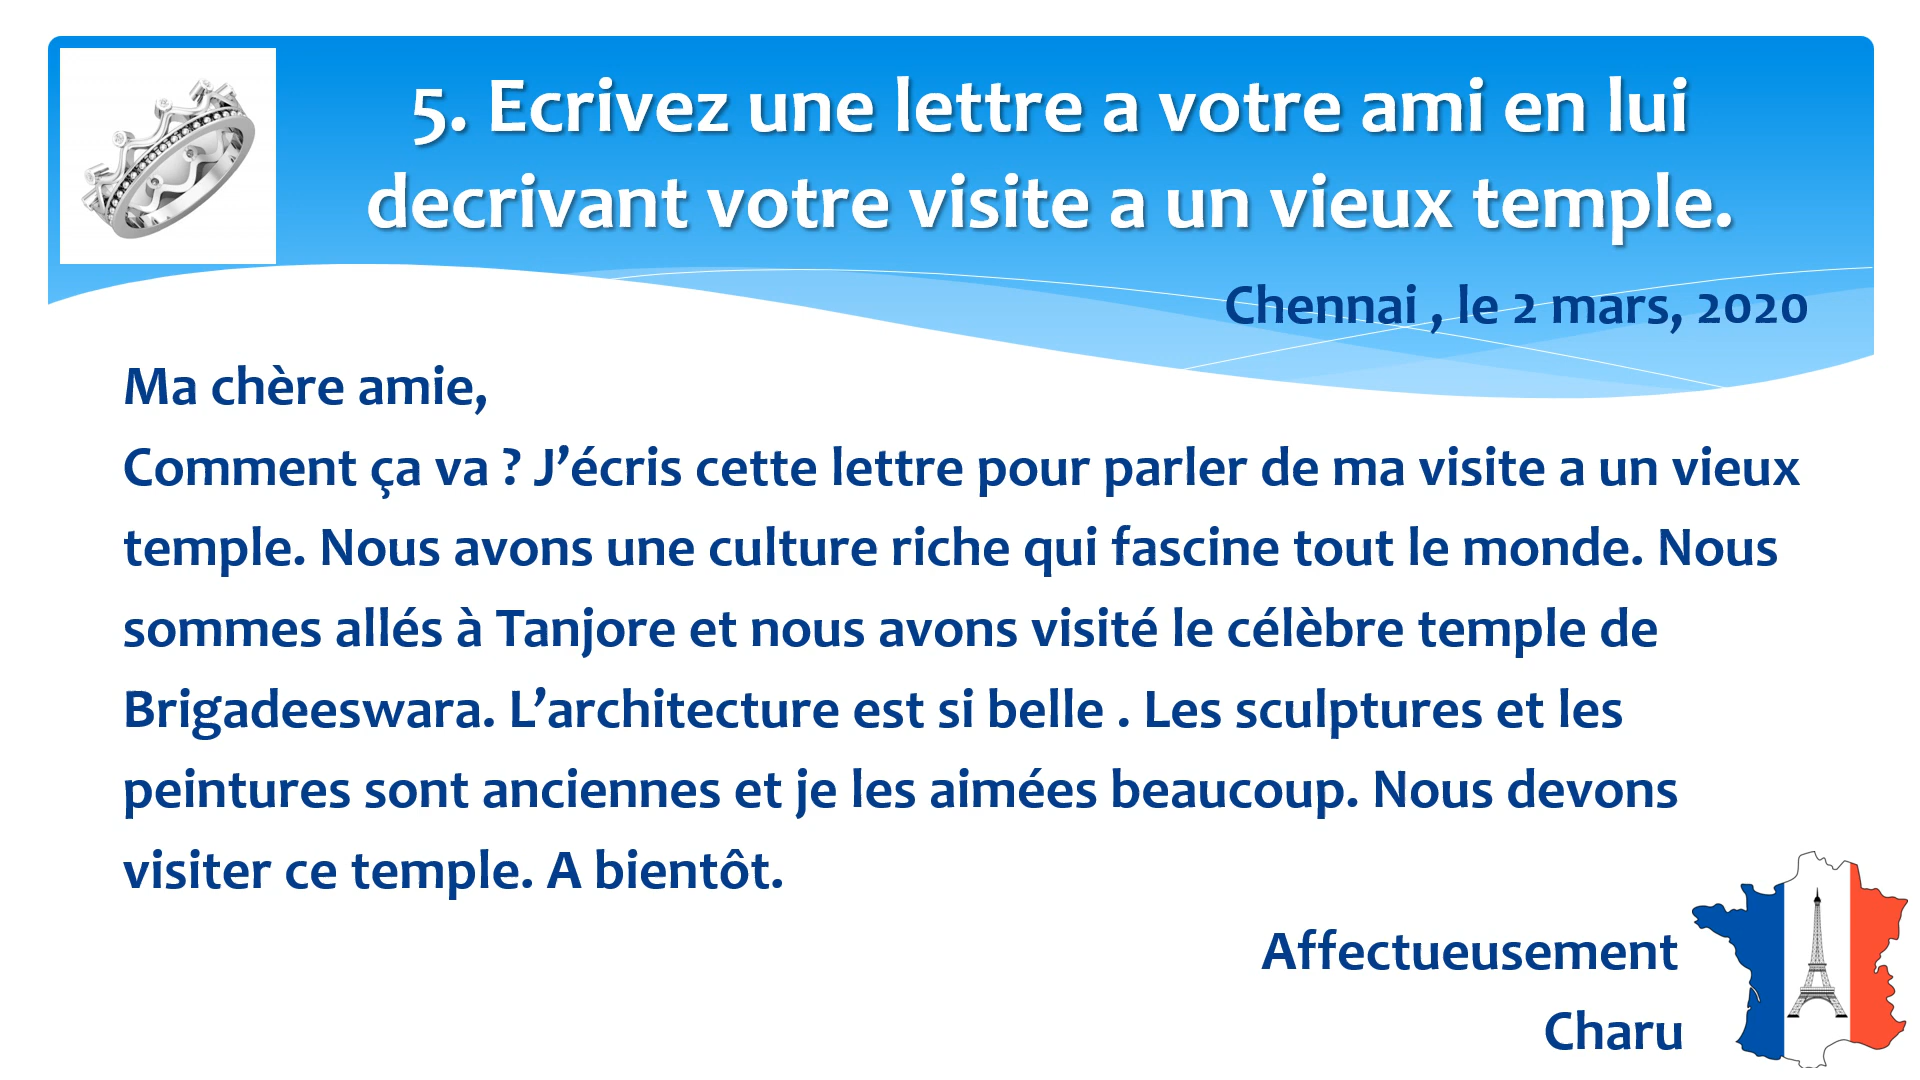 5. Ecrivez une lettre a votre ami en lui
decrivant votre visite a un vieux temple.
Chennai , le 2 mars, 2020
Ma chère amie,
Comment ça va ? J’écris cette lettre pour parler de ma visite a un vieux
temple. Nous avons une culture riche qui fascine tout le monde. Nous
sommes allés à Tanjore et nous avons visité le célèbre temple de
Brigadeeswara. L’architecture est si belle . Les sculptures et les
peintures sont anciennes et je les aimées beaucoup. Nous devons
visiter ce temple. A bientôt.
Affectueusement
Charu